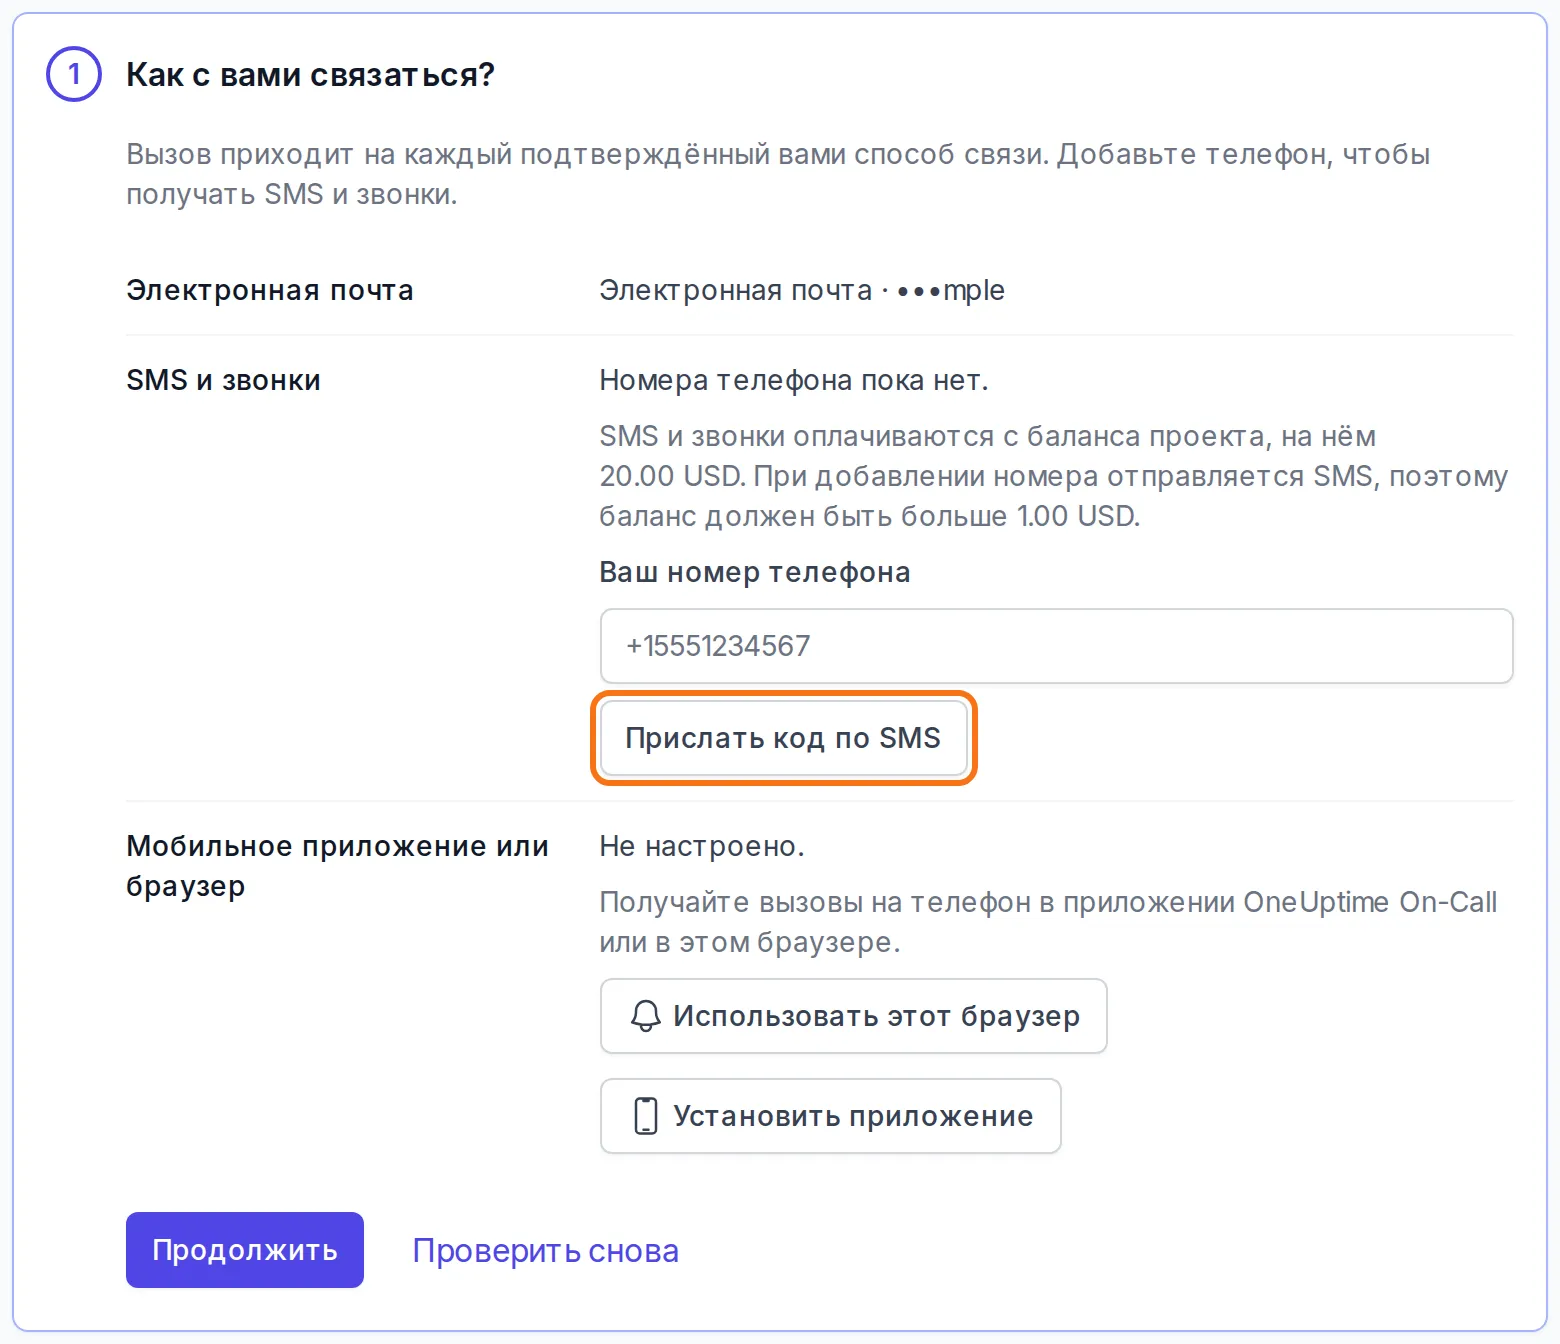 1
Как с вами связаться?
Вызов приходит на каждый подтверждённый вами способ связи. Добавьте телефон, чтобы
получать SMS и звонки.
Электронная почта
Электронная почта · •••mple
SMS и звонки
Номера телефона пока нет.
SMS и звонки оплачиваются с баланса проекта, на нём
20.00 USD. При добавлении номера отправляется SMS, поэтому
баланс должен быть больше 1.00 USD.
Ваш номер телефона
+15551234567
Прислать код по SMS
Мобильное приложение или
браузер
Не настроено.
Получайте вызовы на телефон в приложении OneUptime On-Call
или в этом браузере.
Использовать этот браузер
Установить приложение
Продолжить
Проверить снова